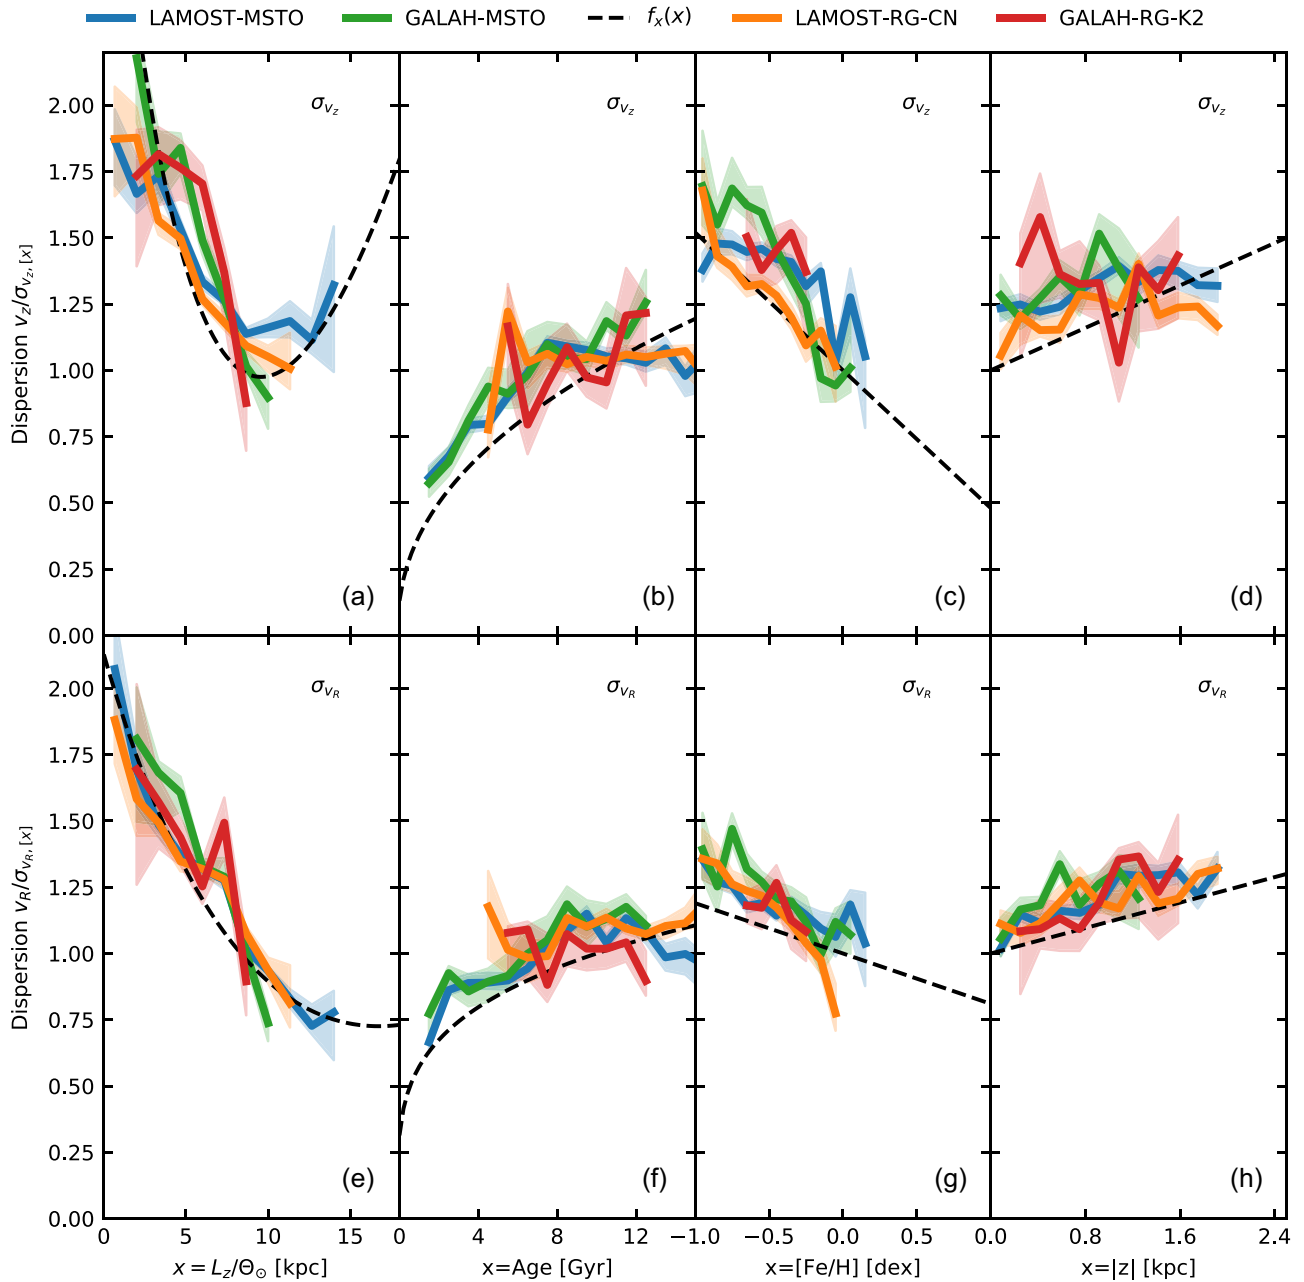 LAMOST-MSTO GALAH-MSTO f_x(x) LAMOST-RG-CN GALAH-RG-K2
Dispersion v_z/σ_{v_z, [x]}
2.00
1.75
1.50
1.25
1.00
0.75
0.50
0.25
0.00
σ_{v_z} σ_{v_z} σ_{v_z} σ_{v_z}
(a) (b) (c) (d)
Dispersion v_R/σ_{v_R, [x]}
2.00
1.75
1.50
1.25
1.00
0.75
0.50
0.25
0.00
σ_{v_R} σ_{v_R} σ_{v_R} σ_{v_R}
(e) (f) (g) (h)
0 5 10 15 0 4 8 12 −1.0 −0.5 0.0 0.0 0.6 1.2 1.8 2.4
x = L_z/Θ_⊙ [kpc] x=Age [Gyr] x=[Fe/H] [dex] x=|z| [kpc]